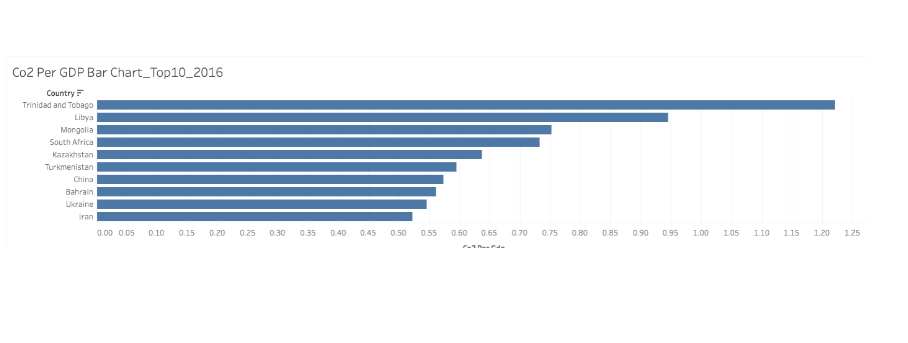 Co2 Per GDP Bar Chart_Top10_2016
Country
Trinidad and Tobago
Libya
Mongolia
South Africa
Kazakhstan
Turkmenistan
China
Bahrain
Ukraine
Iran
0.00 0.05 0.10 0.15 0.20 0.25 0.30 0.35 0.40 0.45 0.50 0.55 0.60 0.65 0.70 0.75 0.80 0.85 0.90 0.95 1.00 1.05 1.10 1.15 1.20 1.25
Co2 Per Gdp